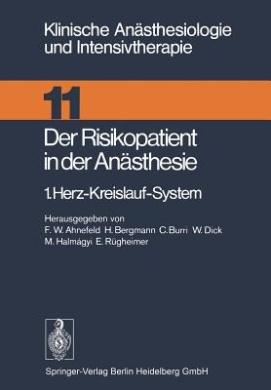 Klinische Anästhesiologie
und Intensivtherapie
11
Der Risikopatient
in der Anästhesie
1.Herz-Kreislauf-System
Herausgegeben von
F. W. Ahnefeld H. Bergmann C. Burri W. Dick
M. Halmágyi E. Rügheimer
Springer-Verlag Berlin Heidelberg GmbH